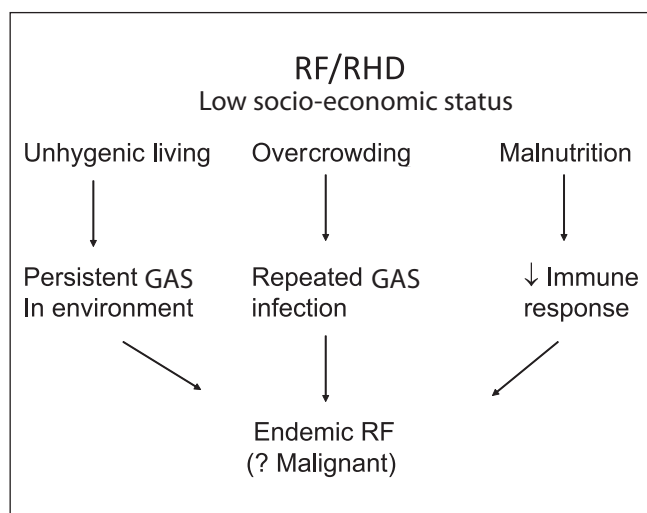 RF/RHD
Low socio-economic status
Unhygenic living
Overcrowding
Malnutrition
Persistent GAS
In environment
Repeated GAS
infection
↓ Immune
response
Endemic RF
(? Malignant)